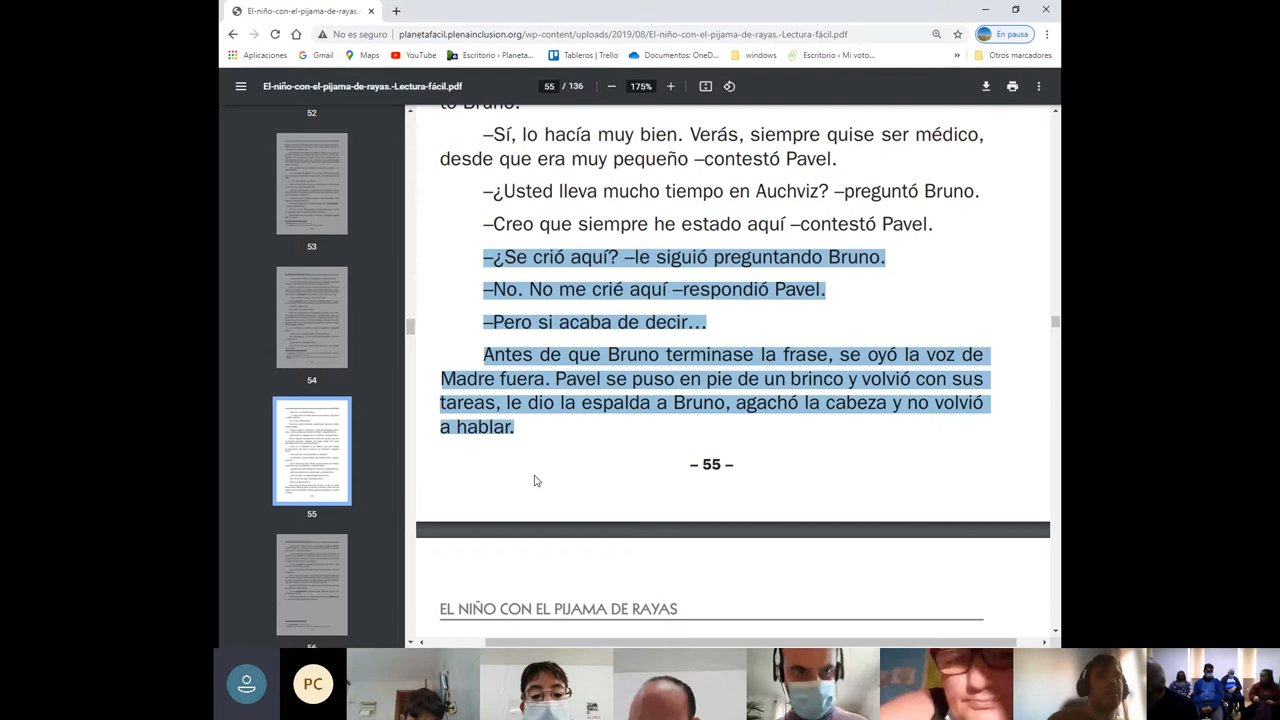 El-niño-con-el-pijama-de-rayas.
No es seguro
planetafacil.plenainclusion.org/wp-content/uploads/2019/08/El-niño-con-el-pijama-de-rayas.-Lectura-fácil.pdf
En pausa
Aplicaciones
Gmail
Maps
YouTube
Escritorio < Planeta...
Tableros | Trello
Documentos: OneD...
windows
Escritorio < Mi voto...
»
Otros marcadores
El-niño-con-el-pijama-de-rayas.-Lectura-fácil.pdf
55 / 136
175%
52
53
54
55
to Bruno.
–Sí, lo hacía muy bien. Verás, siempre quise ser médico,
desde que era muy pequeño –contestó Pavel.
–¿Usted lleva mucho tiempo en Auchviz? –preguntó Bruno.
–Creo que siempre he estado aquí –contestó Pavel.
–¿Se crió aquí? –le siguió preguntando Bruno.
–No. No me crié aquí –respondió Pavel.
–Pero acaba de decir...
Antes de que Bruno terminara la frase, se oyó la voz de
Madre fuera. Pavel se puso en pie de un brinco y volvió con sus
tareas, le dio la espalda a Bruno, agachó la cabeza y no volvió
a hablar.
– 55 –
EL NIÑO CON EL PIJAMA DE RAYAS
PC